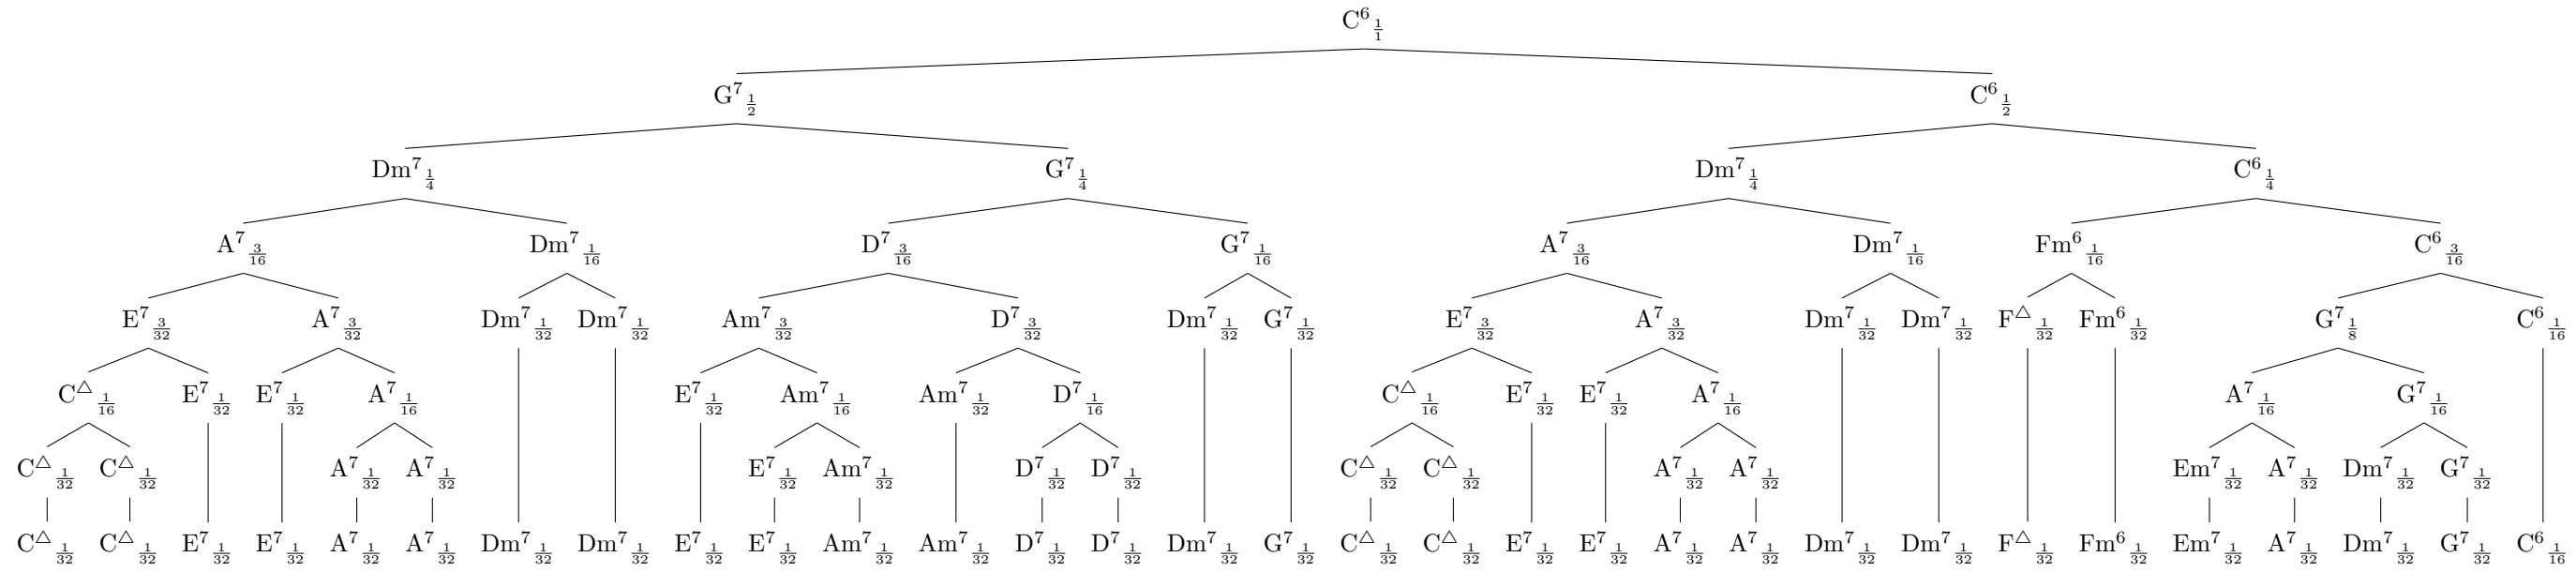 C⁶ 1/1
G⁷ 1/2 C⁶ 1/2
Dm⁷ 1/4 G⁷ 1/4 Dm⁷ 1/4 C⁶ 1/4
A⁷ 3/16 Dm⁷ 1/16 D⁷ 3/16 G⁷ 1/16 A⁷ 3/16 Dm⁷ 1/16 Fm⁶ 1/16 C⁶ 3/16
E⁷ 3/32 A⁷ 3/32 Dm⁷ 1/32 Dm⁷ 1/32 Am⁷ 3/32 D⁷ 3/32 Dm⁷ 1/32 G⁷ 1/32 E⁷ 3/32 A⁷ 3/32 Dm⁷ 1/32 Dm⁷ 1/32 F△ 1/32 Fm⁶ 1/32 G⁷ 1/8 C⁶ 1/16
C△ 1/16 E⁷ 1/32 E⁷ 1/32 A⁷ 1/16 E⁷ 1/32 Am⁷ 1/16 Am⁷ 1/32 D⁷ 1/16 C△ 1/16 E⁷ 1/32 E⁷ 1/32 A⁷ 1/16 A⁷ 1/16 G⁷ 1/16
C△ 1/32 C△ 1/32 A⁷ 1/32 A⁷ 1/32 E⁷ 1/32 Am⁷ 1/32 D⁷ 1/32 D⁷ 1/32 C△ 1/32 C△ 1/32 A⁷ 1/32 A⁷ 1/32 Em⁷ 1/32 A⁷ 1/32 Dm⁷ 1/32 G⁷ 1/32
C△ 1/32 C△ 1/32 E⁷ 1/32 E⁷ 1/32 A⁷ 1/32 A⁷ 1/32 Dm⁷ 1/32 Dm⁷ 1/32 E⁷ 1/32 E⁷ 1/32 Am⁷ 1/32 Am⁷ 1/32 D⁷ 1/32 D⁷ 1/32 Dm⁷ 1/32 G⁷ 1/32 C△ 1/32 C△ 1/32 E⁷ 1/32 E⁷ 1/32 A⁷ 1/32 A⁷ 1/32 Dm⁷ 1/32 Dm⁷ 1/32 F△ 1/32 Fm⁶ 1/32 Em⁷ 1/32 A⁷ 1/32 Dm⁷ 1/32 G⁷ 1/32 C⁶ 1/16